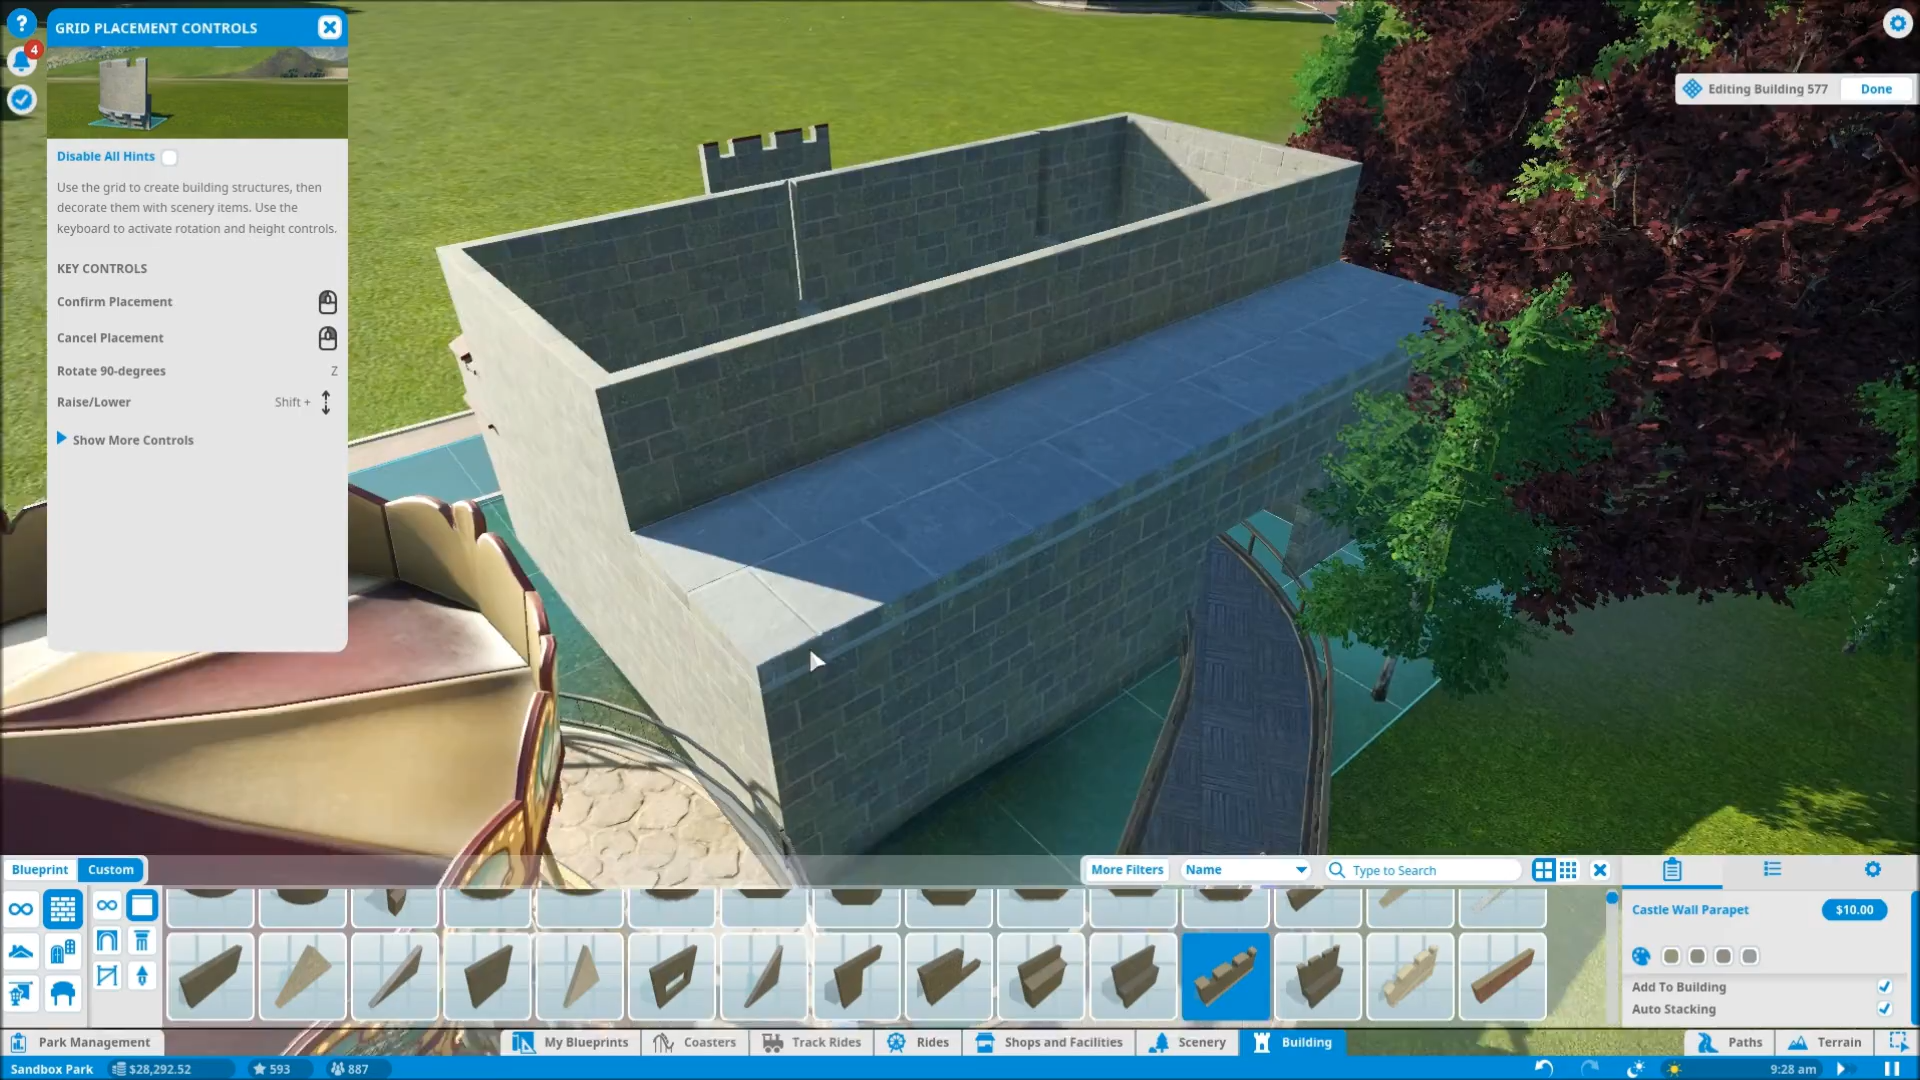 GRID PLACEMENT CONTROLS
4
Disable All Hints
Use the grid to create building structures, then
decorate them with scenery items. Use the
keyboard to activate rotation and height controls.
KEY CONTROLS
Confirm Placement
Cancel Placement
Rotate 90-degrees Z
Raise/Lower Shift +
Show More Controls
Editing Building 577 Done
Blueprint Custom
More Filters Name Type to Search
Castle Wall Parapet $10.00
Add To Building
Auto Stacking
Park Management My Blueprints Coasters Track Rides Rides Shops and Facilities Scenery Building Paths Terrain
Sandbox Park $28,292.52 593 887 9:28 am